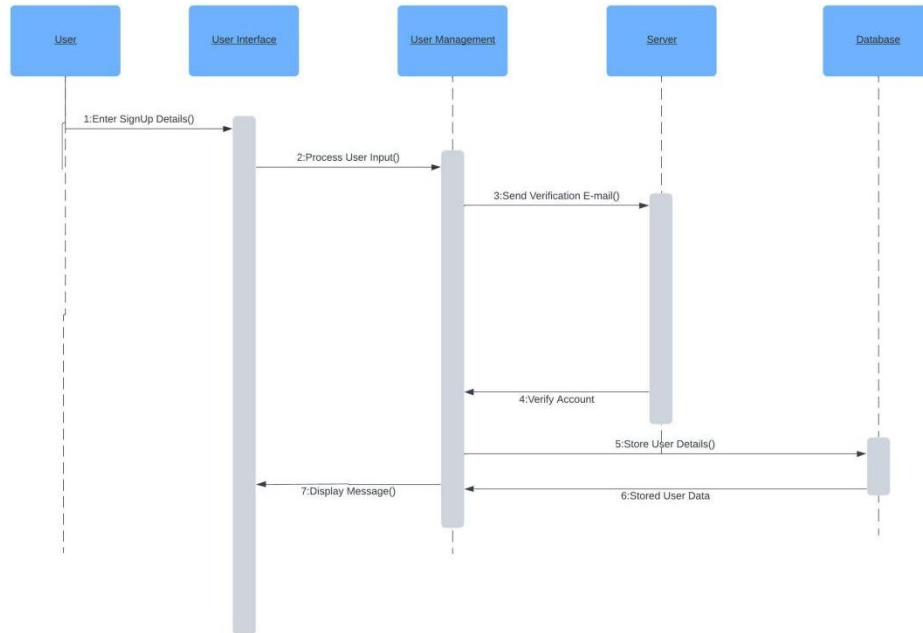 User
User Interface
User Management
Server
Database
1:Enter SignUp Details()
2:Process User Input()
3:Send Verification E-mail()
4:Verify Account
5:Store User Details()
7:Display Message()
6:Stored User Data